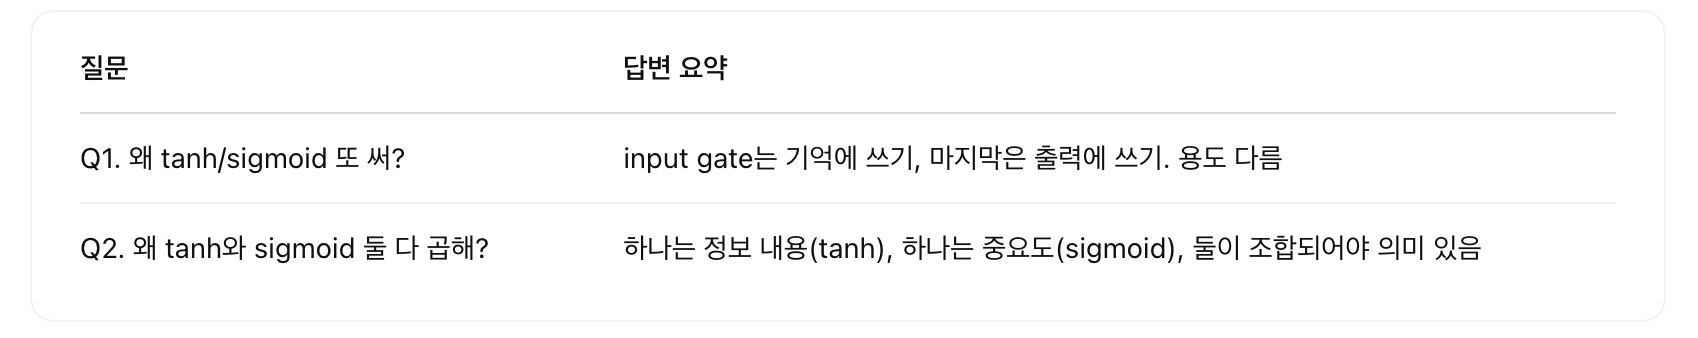 질문 답변 요약
Q1. 왜 tanh/sigmoid 또 써? input gate는 기억에 쓰기, 마지막은 출력에 쓰기. 용도 다름
Q2. 왜 tanh와 sigmoid 둘 다 곱해? 하나는 정보 내용(tanh), 하나는 중요도(sigmoid), 둘이 조합되어야 의미 있음